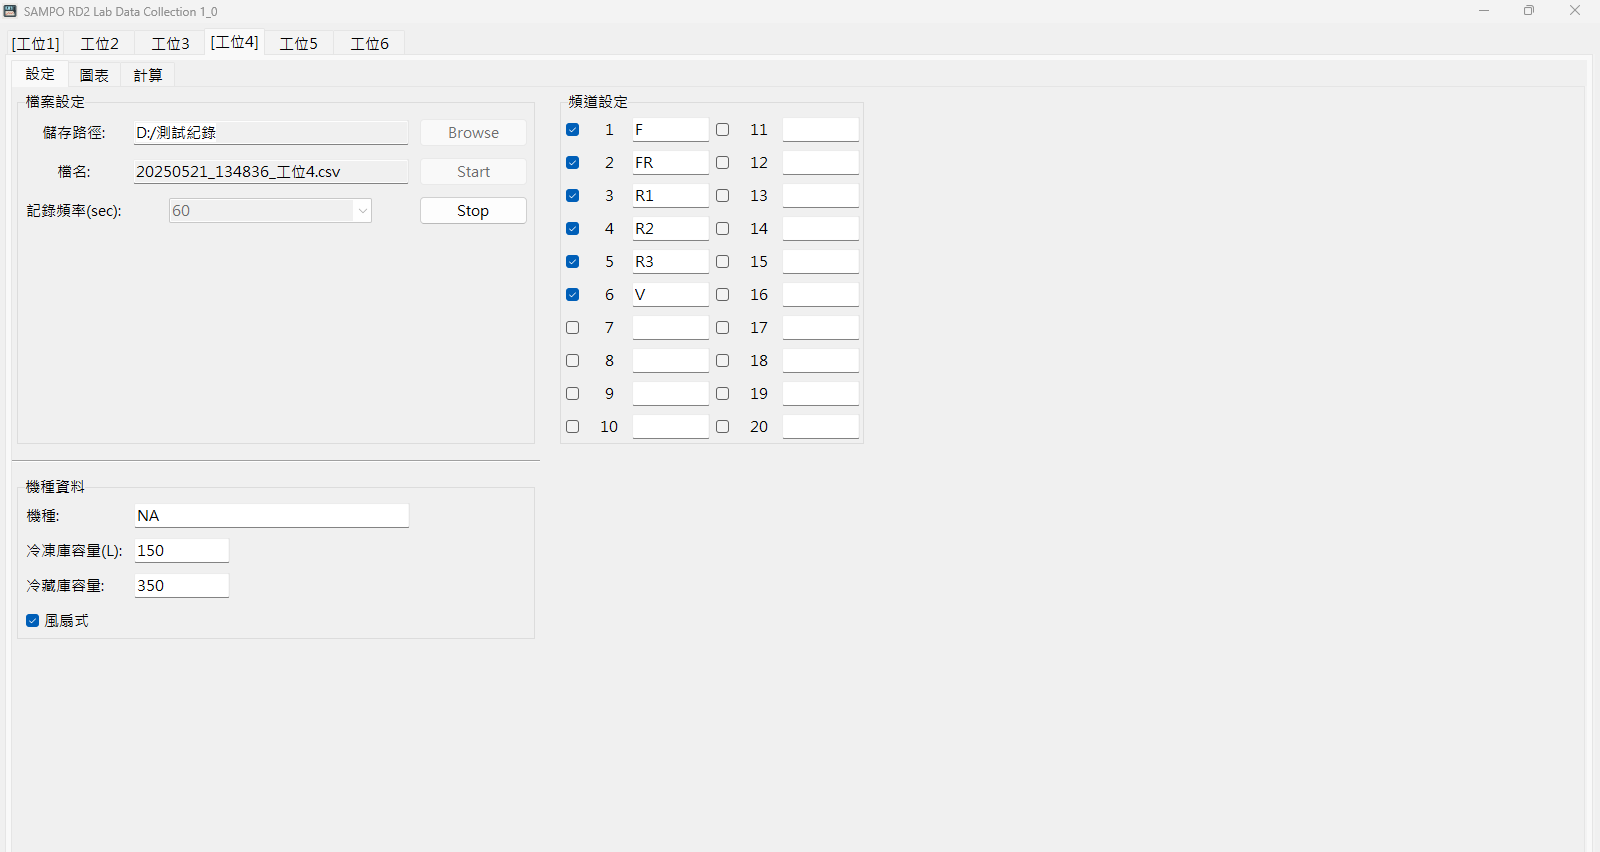 SAMPO RD2 Lab Data Collection 1_0
[工位1] 工位2 工位3 [工位4] 工位5 工位6
設定 圖表 計算
檔案設定
儲存路徑: D:/測試紀錄 Browse
檔名: 20250521_134836_工位4.csv Start
記錄頻率(sec): 60 Stop
頻道設定
1 F 11
2 FR 12
3 R1 13
4 R2 14
5 R3 15
6 V 16
7 17
8 18
9 19
10 20
機種資料
機種: NA
冷凍庫容量(L): 150
冷藏庫容量: 350
風扇式